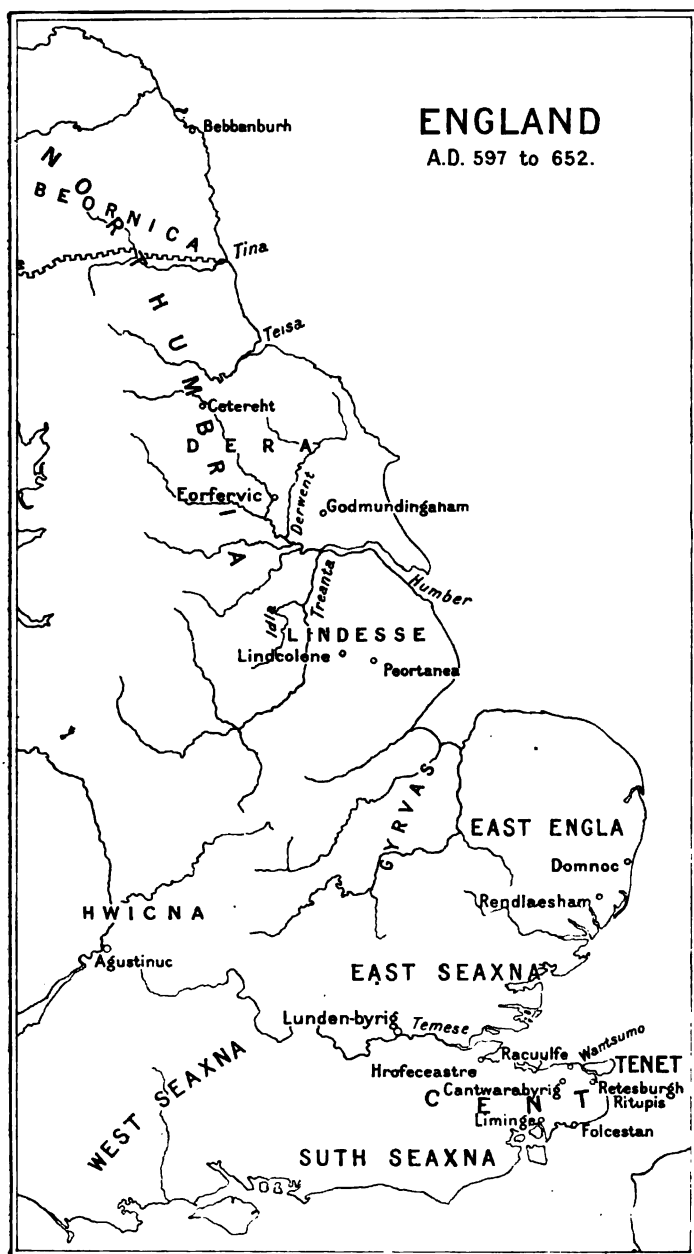 ENGLAND
A.D. 597 to 652.
Bebbanburh
NORTHUMBRIA
BEORNICA
Tina
Teisa
Cetereht
DERA
Eorfervic
Derwent
Godmundingaham
Humber
Treanta
Idla
LINDESSE
Lindcolene
Peortanea
GYRVAS
EAST ENGLA
Domnoc
Rendlaesham
HWICNA
Agustinuc
EAST SEAXNA
Lunden-byrig
Temese
Racuulfe
Wantsumo
TENET
Hrofeceastre
Cantwarabyrig
Retesburgh
Ritupis
CENT
Liminge
Folcestan
WEST SEAXNA
SUTH SEAXNA